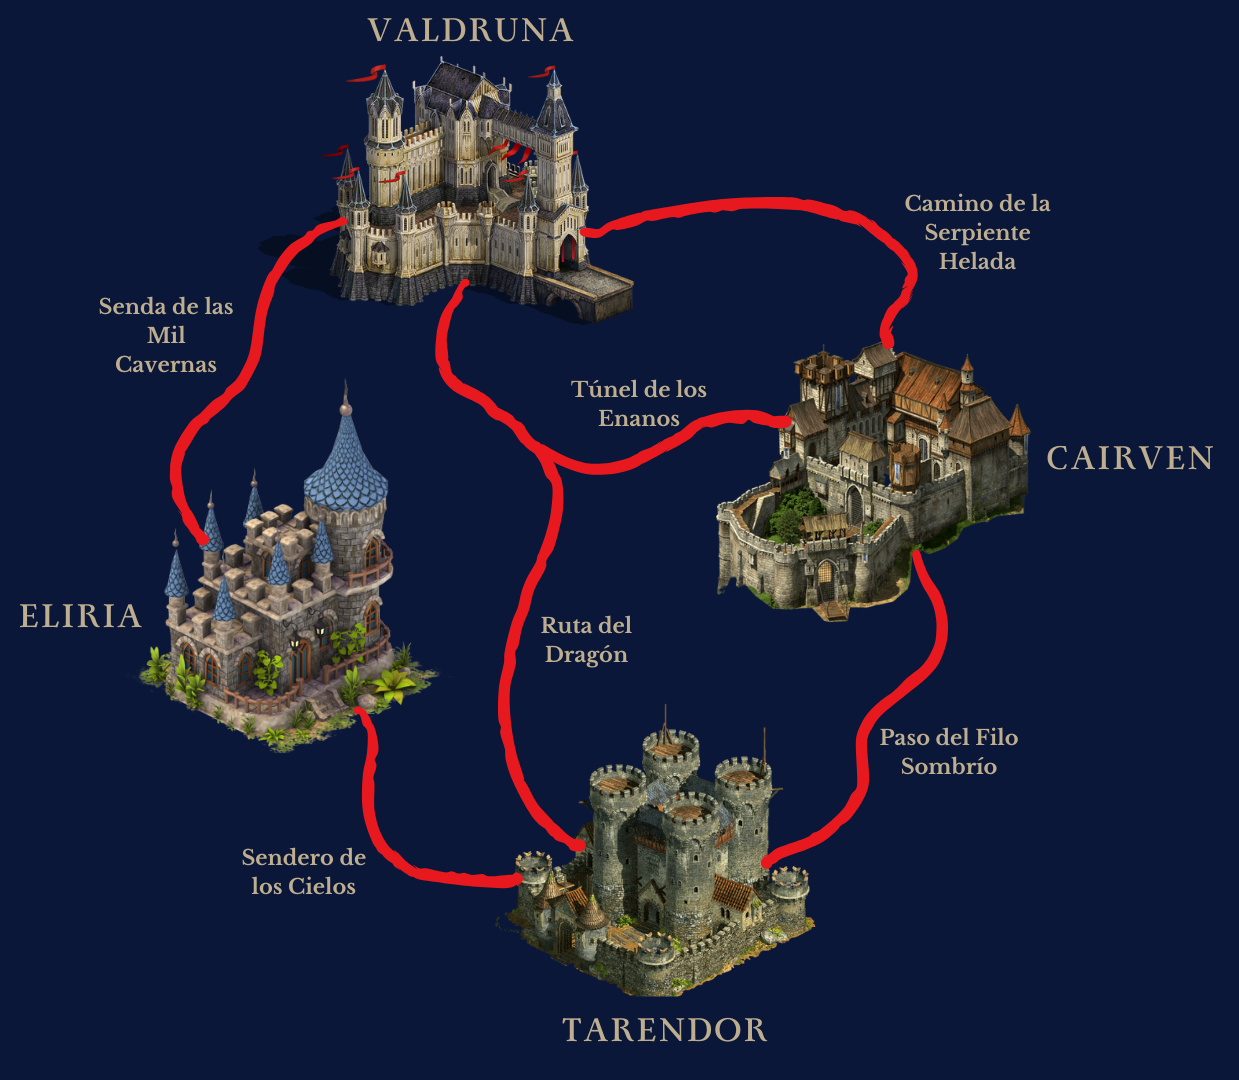 VALDRUNA
Camino de la
Serpiente
Helada
Senda de las
Mil
Cavernas
Túnel de los
Enanos
CAIRVEN
ELIRIA
Ruta del
Dragón
Paso del Filo
Sombrío
Sendero de
los Cielos
TARENDOR